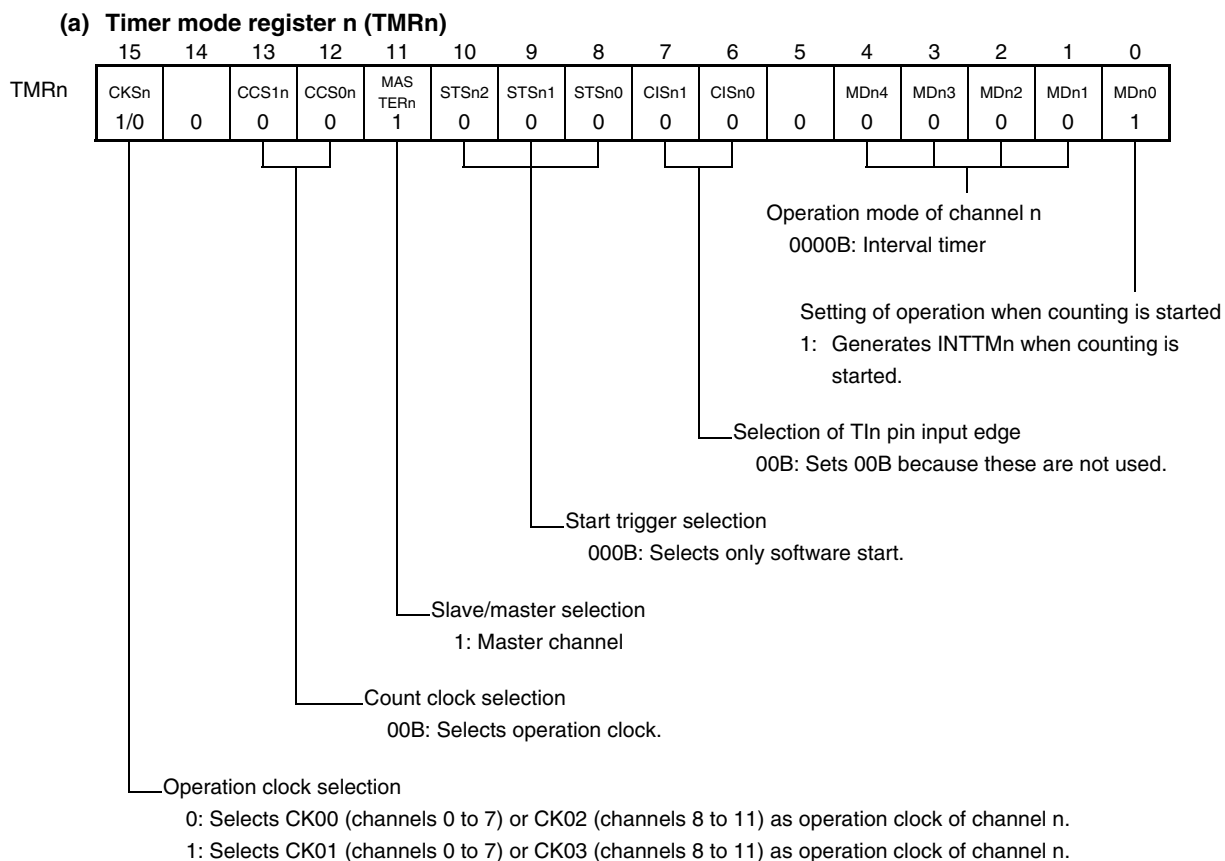 (a) Timer mode register n (TMRn)
15 14 13 12 11 10 9 8 7 6 5 4 3 2 1 0
TMRn
CKSn CCS1n CCS0n MAS TERn STSn2 STSn1 STSn0 CISn1 CISn0 MDn4 MDn3 MDn2 MDn1 MDn0
1/0 0 0 0 1 0 0 0 0 0 0 0 0 0 0 1
Operation mode of channel n
0000B: Interval timer
Setting of operation when counting is started
1: Generates INTTMn when counting is
started.
Selection of TIn pin input edge
00B: Sets 00B because these are not used.
Start trigger selection
000B: Selects only software start.
Slave/master selection
1: Master channel
Count clock selection
00B: Selects operation clock.
Operation clock selection
0: Selects CK00 (channels 0 to 7) or CK02 (channels 8 to 11) as operation clock of channel n.
1: Selects CK01 (channels 0 to 7) or CK03 (channels 8 to 11) as operation clock of channel n.